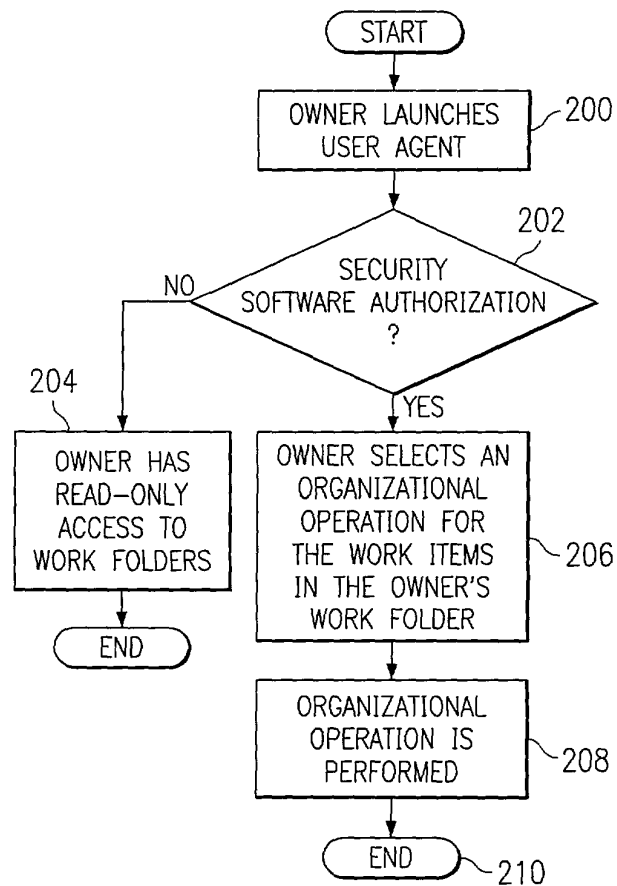 START
OWNER LAUNCHES
USER AGENT
200
202
SECURITY
SOFTWARE AUTHORIZATION
?
NO
YES
204
OWNER HAS
READ-ONLY
ACCESS TO
WORK FOLDERS
END
OWNER SELECTS AN
ORGANIZATIONAL
OPERATION FOR
THE WORK ITEMS
IN THE OWNER'S
WORK FOLDER
206
ORGANIZATIONAL
OPERATION IS
PERFORMED
208
END
210